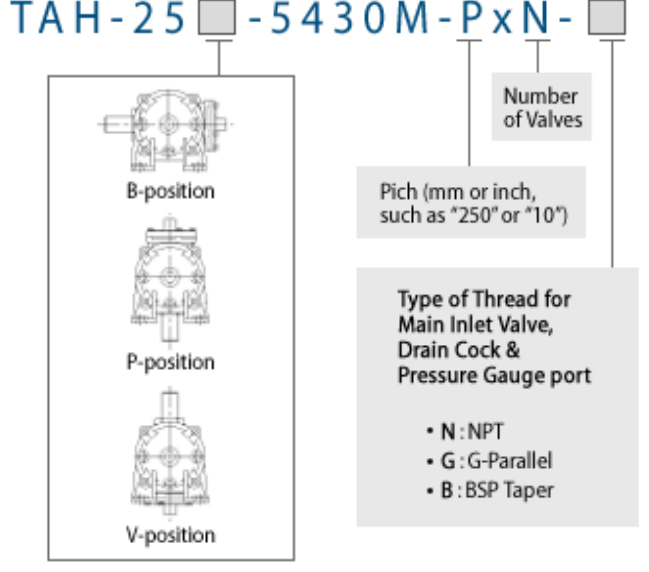 TAH-25□-5430M-PxN-□
Number
of Valves
B-position
Pich (mm or inch,
such as “250” or “10”)
P-position
Type of Thread for
Main Inlet Valve,
Drain Cock &
Pressure Gauge port
• N : NPT
• G : G-Parallel
• B : BSP Taper
V-position